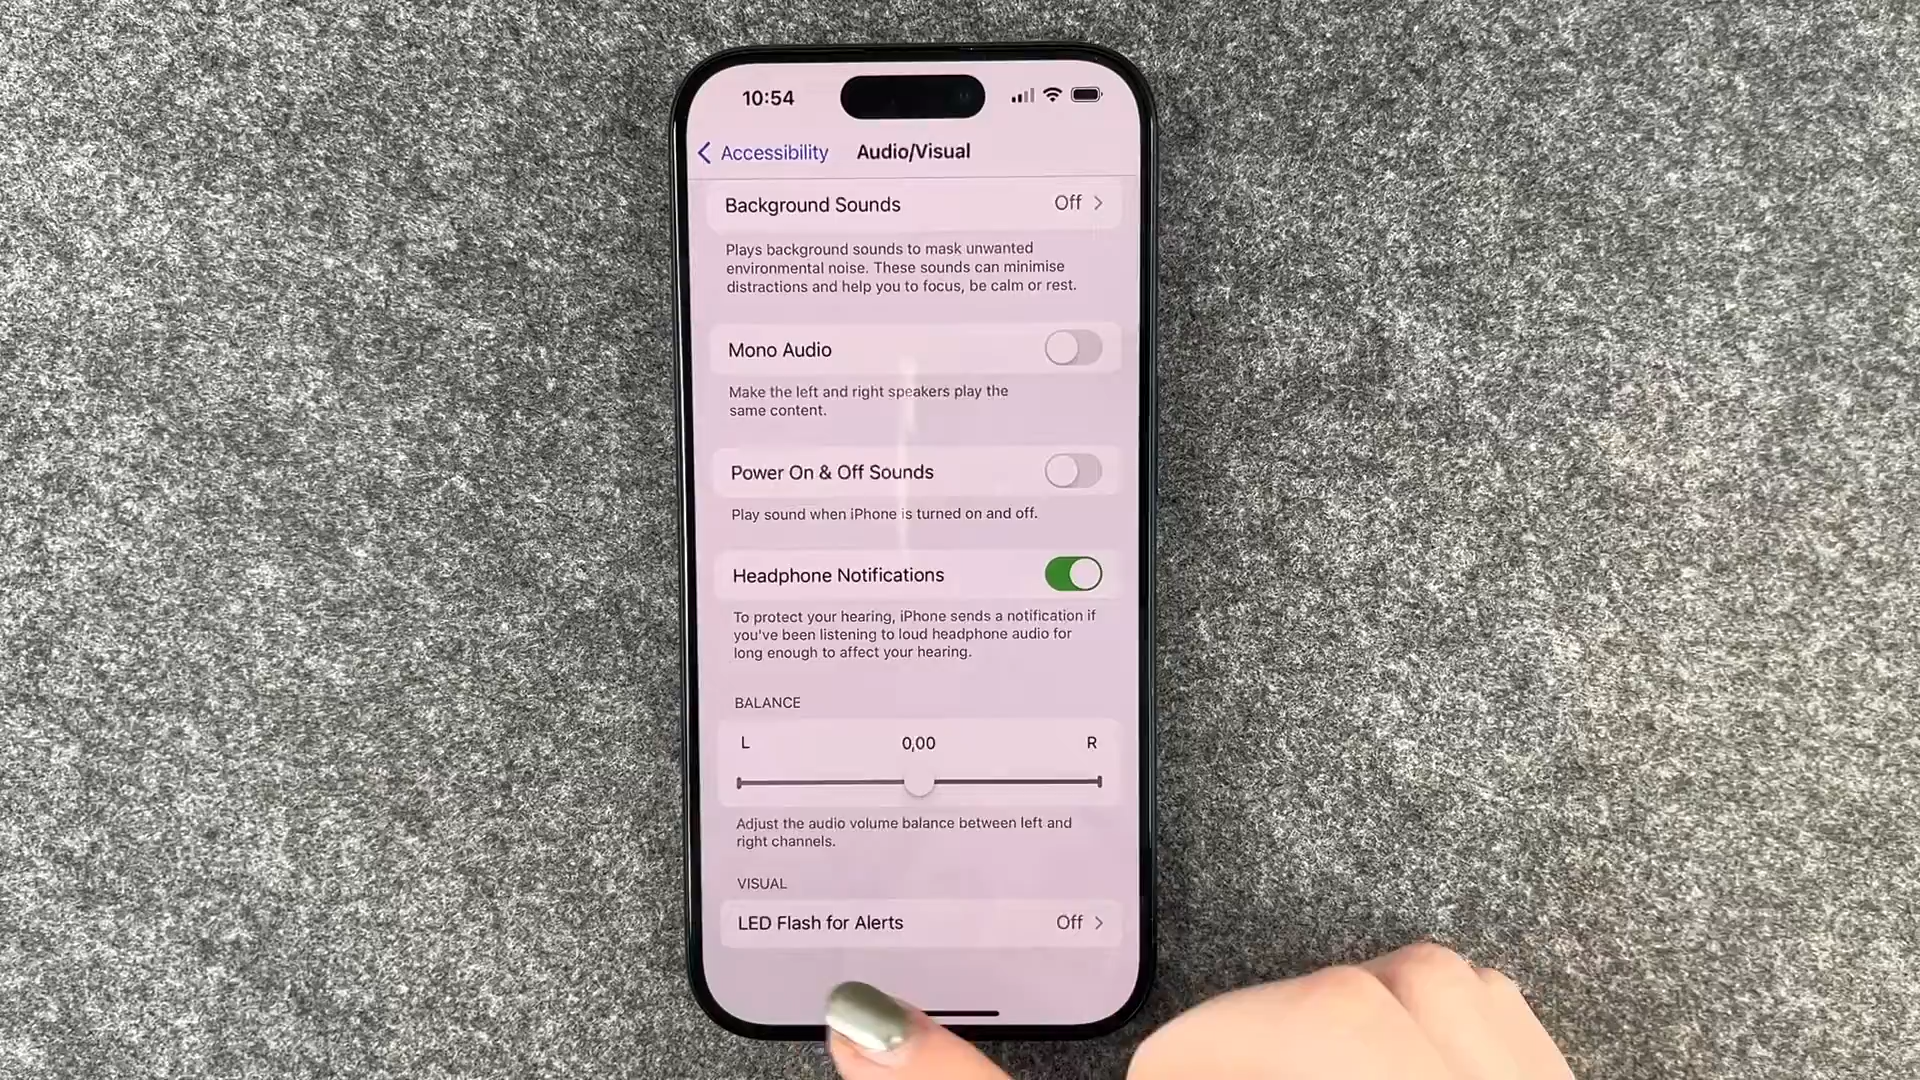 10:54
Accessibility Audio/Visual
Background Sounds Off
Plays background sounds to mask unwanted
environmental noise. These sounds can minimise
distractions and help you to focus, be calm or rest.
Mono Audio
Make the left and right speakers play the
same content.
Power On & Off Sounds
Play sound when iPhone is turned on and off.
Headphone Notifications
To protect your hearing, iPhone sends a notification if
you've been listening to loud headphone audio for
long enough to affect your hearing.
BALANCE
L 0,00 R
Adjust the audio volume balance between left and
right channels.
VISUAL
LED Flash for Alerts Off